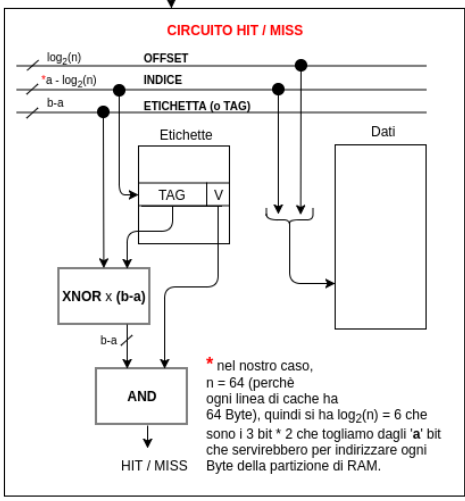 CIRCUITO HIT / MISS
log₂(n) OFFSET
*a - log₂(n) INDICE
b-a ETICHETTA (o TAG)
Etichette
Dati
TAG V
XNOR x (b-a)
b-a
AND
HIT / MISS
* nel nostro caso,
n = 64 (perchè
ogni linea di cache ha
64 Byte), quindi si ha log₂(n) = 6 che
sono i 3 bit * 2 che togliamo dagli 'a' bit
che servirebbero per indirizzare ogni
Byte della partizione di RAM.